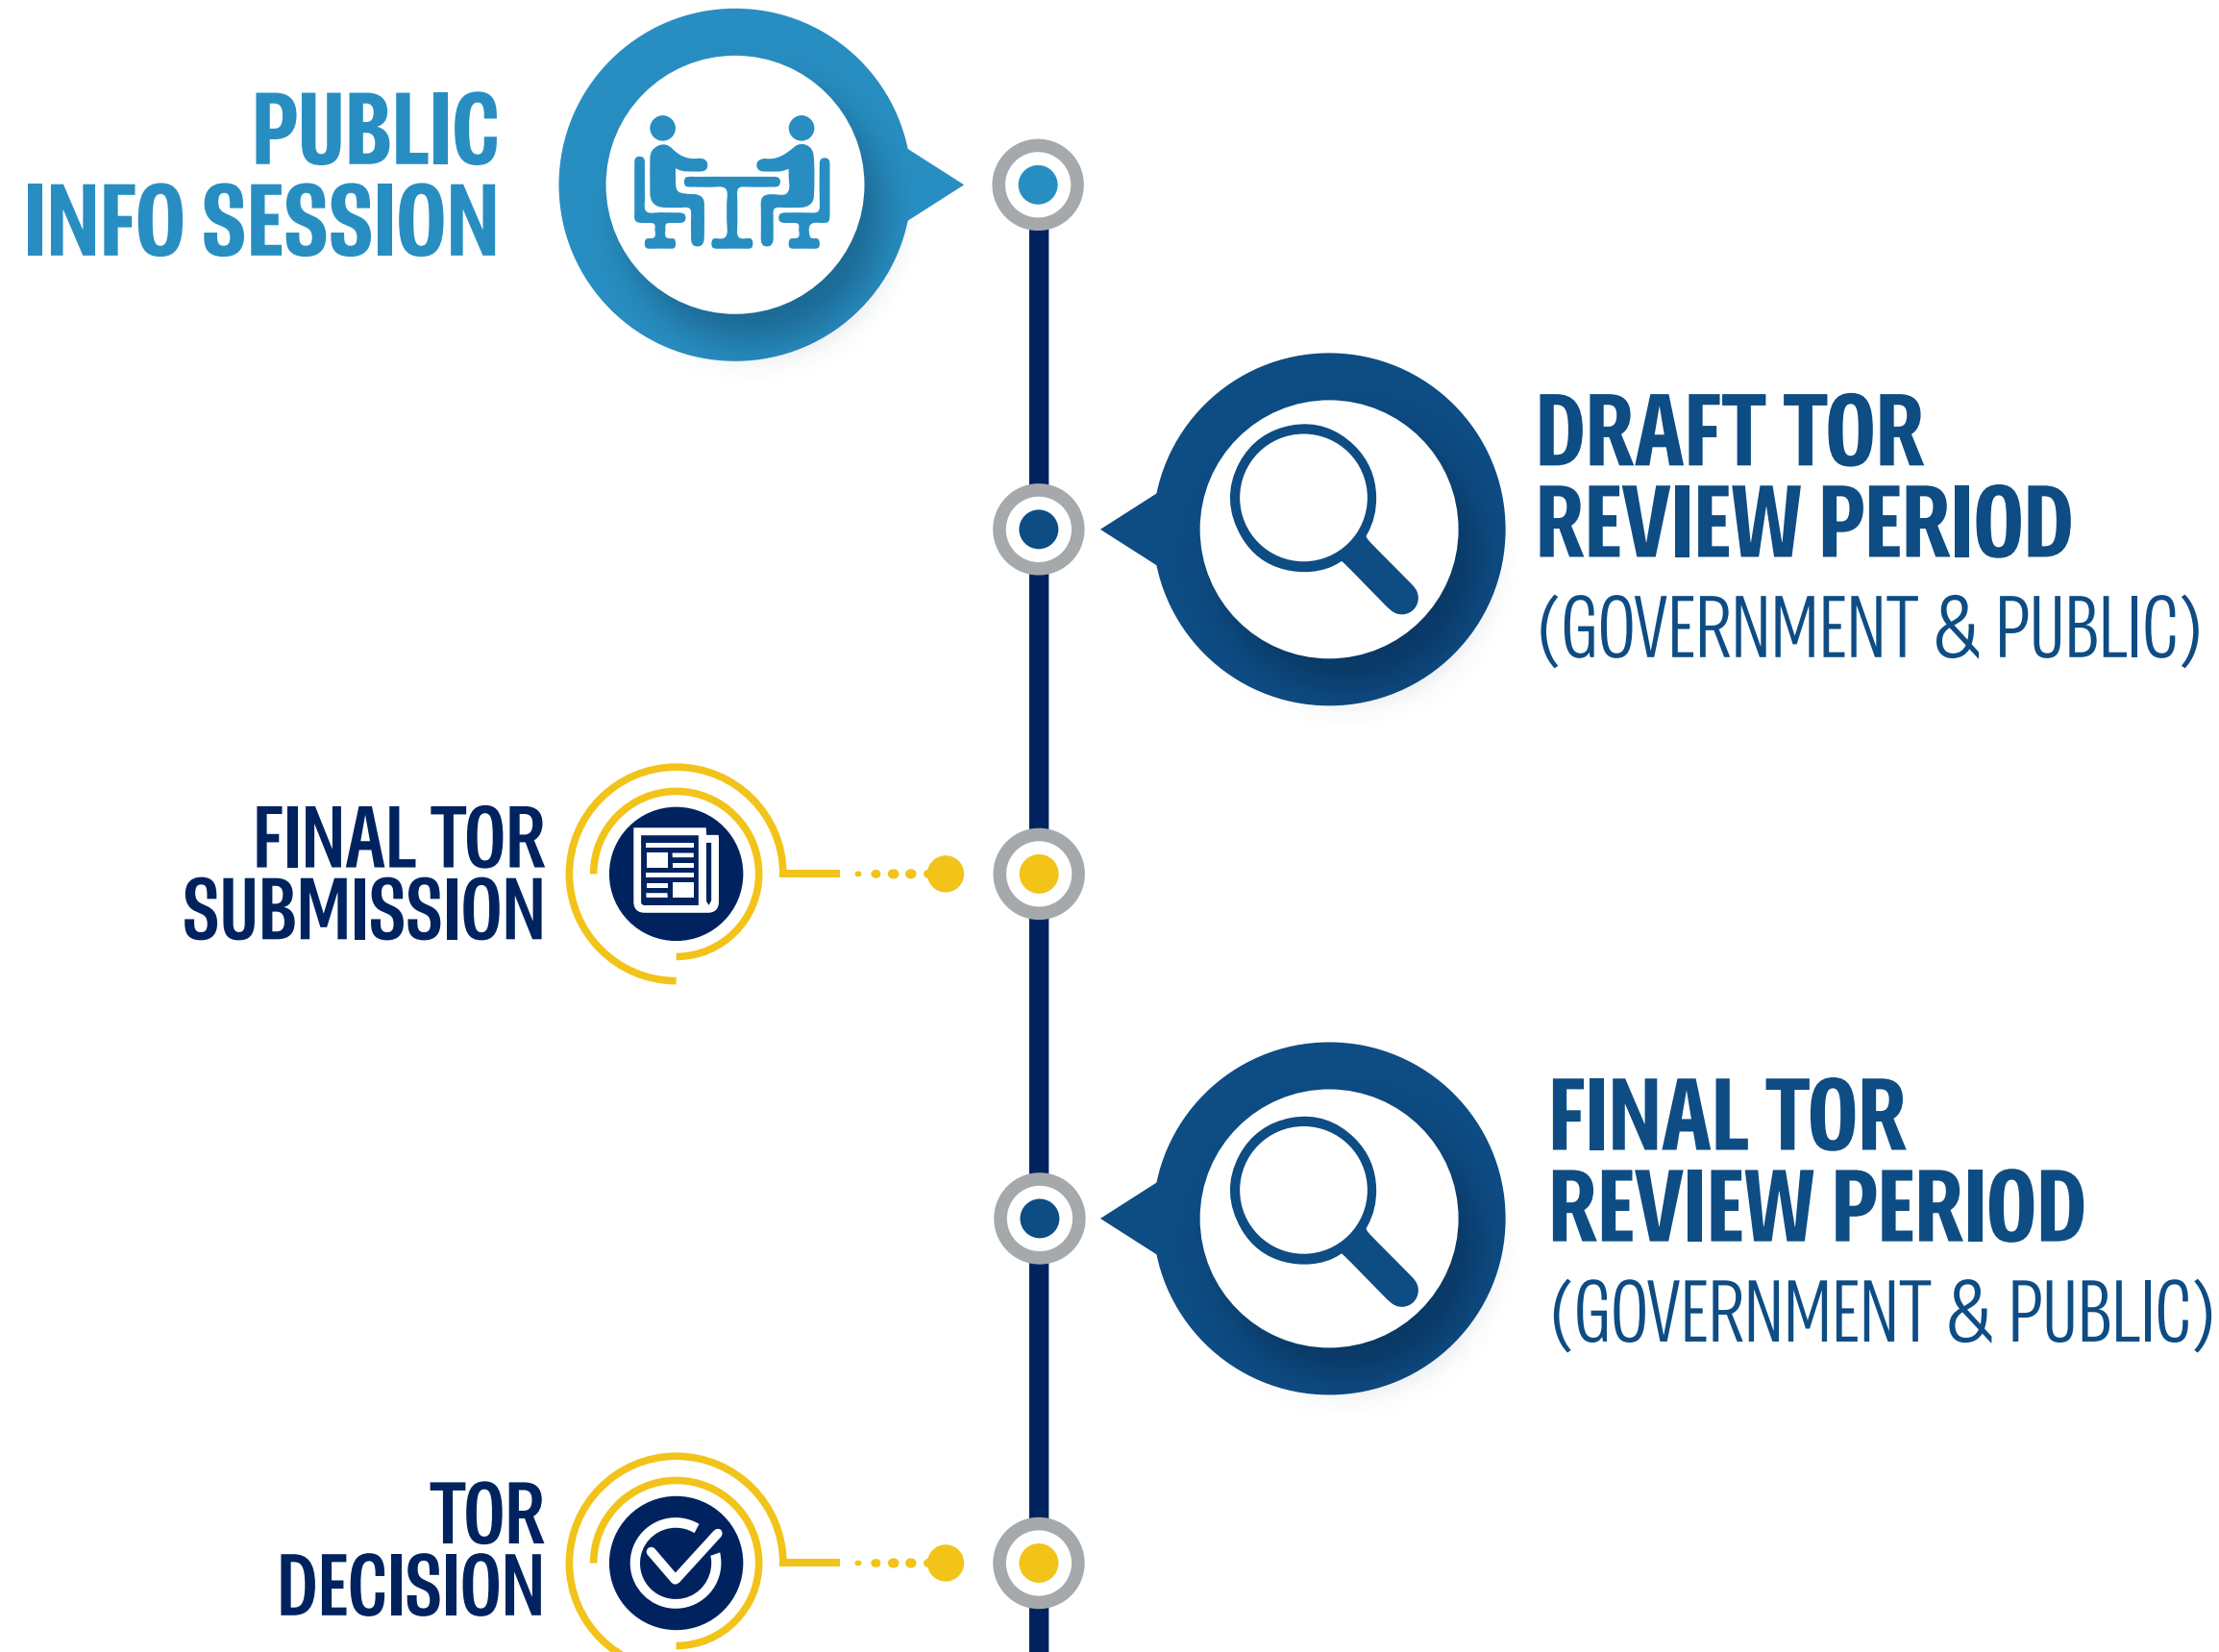 PUBLIC
INFO SESSION
DRAFT TOR
REVIEW PERIOD
(GOVERNMENT & PUBLIC)
FINAL TOR
SUBMISSION
FINAL TOR
REVIEW PERIOD
(GOVERNMENT & PUBLIC)
TOR
DECISION